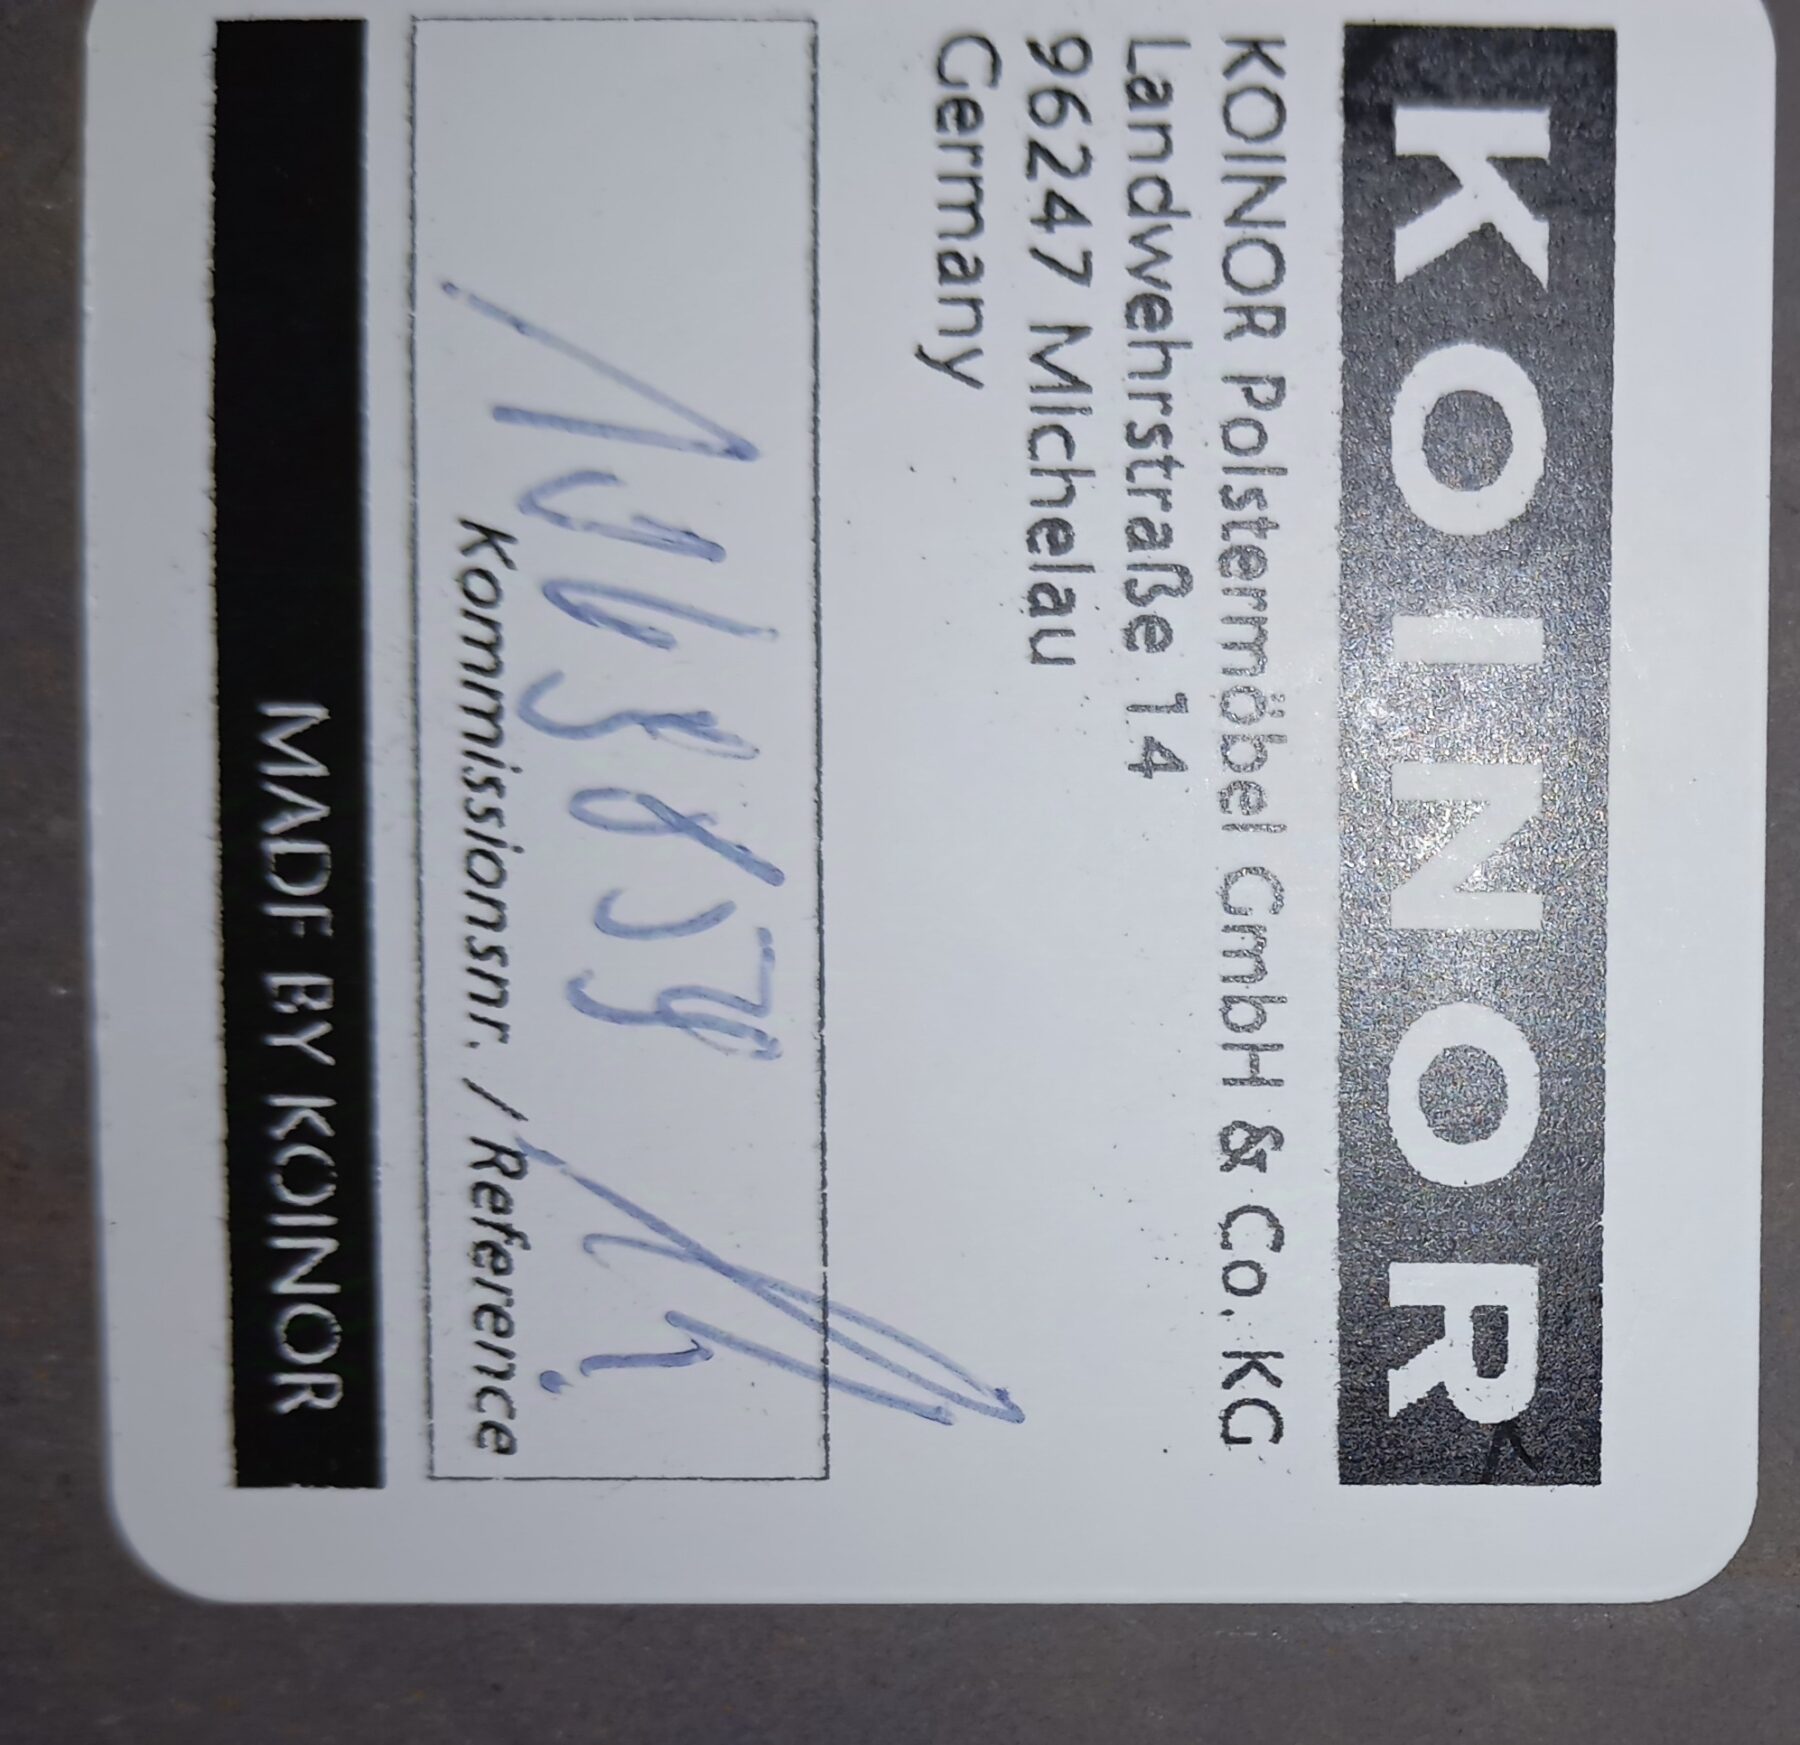 KOINOR
KOINOR Polstermöbel GmbH & Co. KG
Landwehrstraße 14
96247 Michelau
Germany
Kommissionsnr. / Reference
MADE BY KOINOR